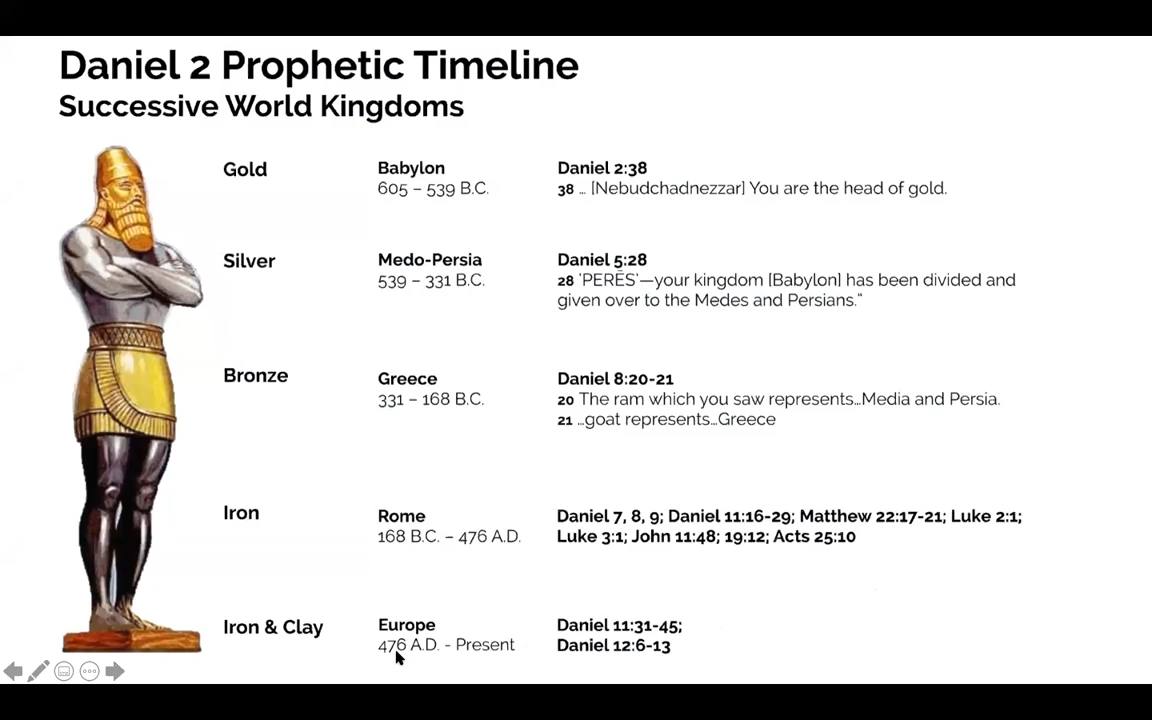 Daniel 2 Prophetic Timeline
Successive World Kingdoms
Gold
Babylon
605 – 539 B.C.
Daniel 2:38
38 … [Nebudchadnezzar] You are the head of gold.
Silver
Medo-Persia
539 – 331 B.C.
Daniel 5:28
28 'PERĒS'—your kingdom [Babylon] has been divided and
given over to the Medes and Persians."
Bronze
Greece
331 – 168 B.C.
Daniel 8:20-21
20 The ram which you saw represents…Media and Persia.
21 …goat represents…Greece
Iron
Rome
168 B.C. – 476 A.D.
Daniel 7, 8, 9; Daniel 11:16-29; Matthew 22:17-21; Luke 2:1;
Luke 3:1; John 11:48; 19:12; Acts 25:10
Iron & Clay
Europe
476 A.D. - Present
Daniel 11:31-45;
Daniel 12:6-13